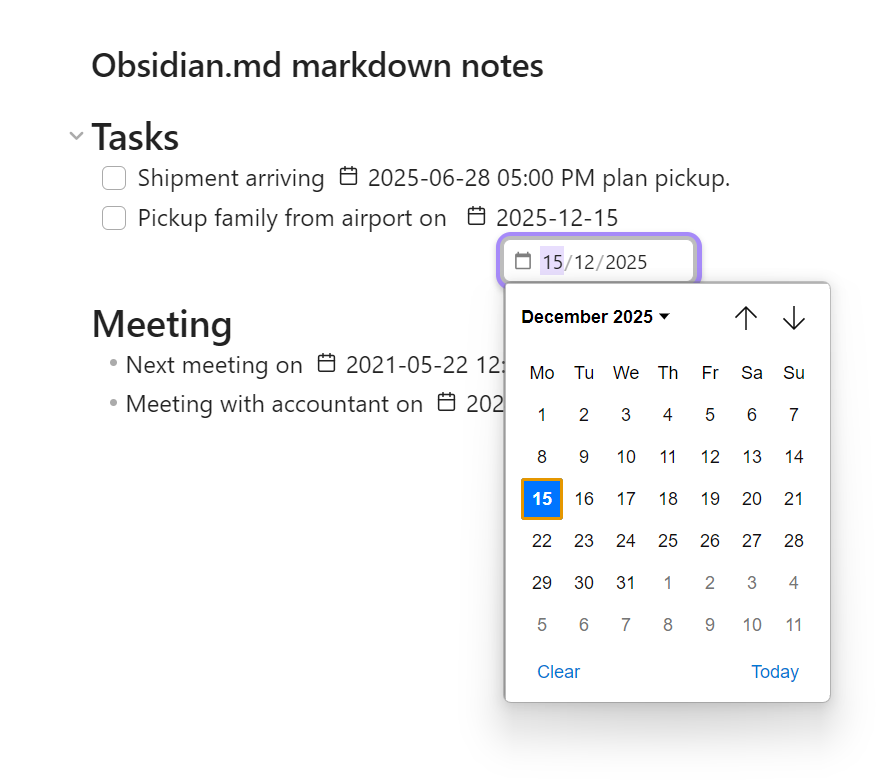 Obsidian.md markdown notes
Tasks
Shipment arriving 2025-06-28 05:00 PM plan pickup.
Pickup family from airport on 2025-12-15
15/12/2025
Meeting
Next meeting on 2021-05-22 12:
Meeting with accountant on 202
December 2025
Mo Tu We Th Fr Sa Su
1 2 3 4 5 6 7
8 9 10 11 12 13 14
15 16 17 18 19 20 21
22 23 24 25 26 27 28
29 30 31 1 2 3 4
5 6 7 8 9 10 11
Clear Today